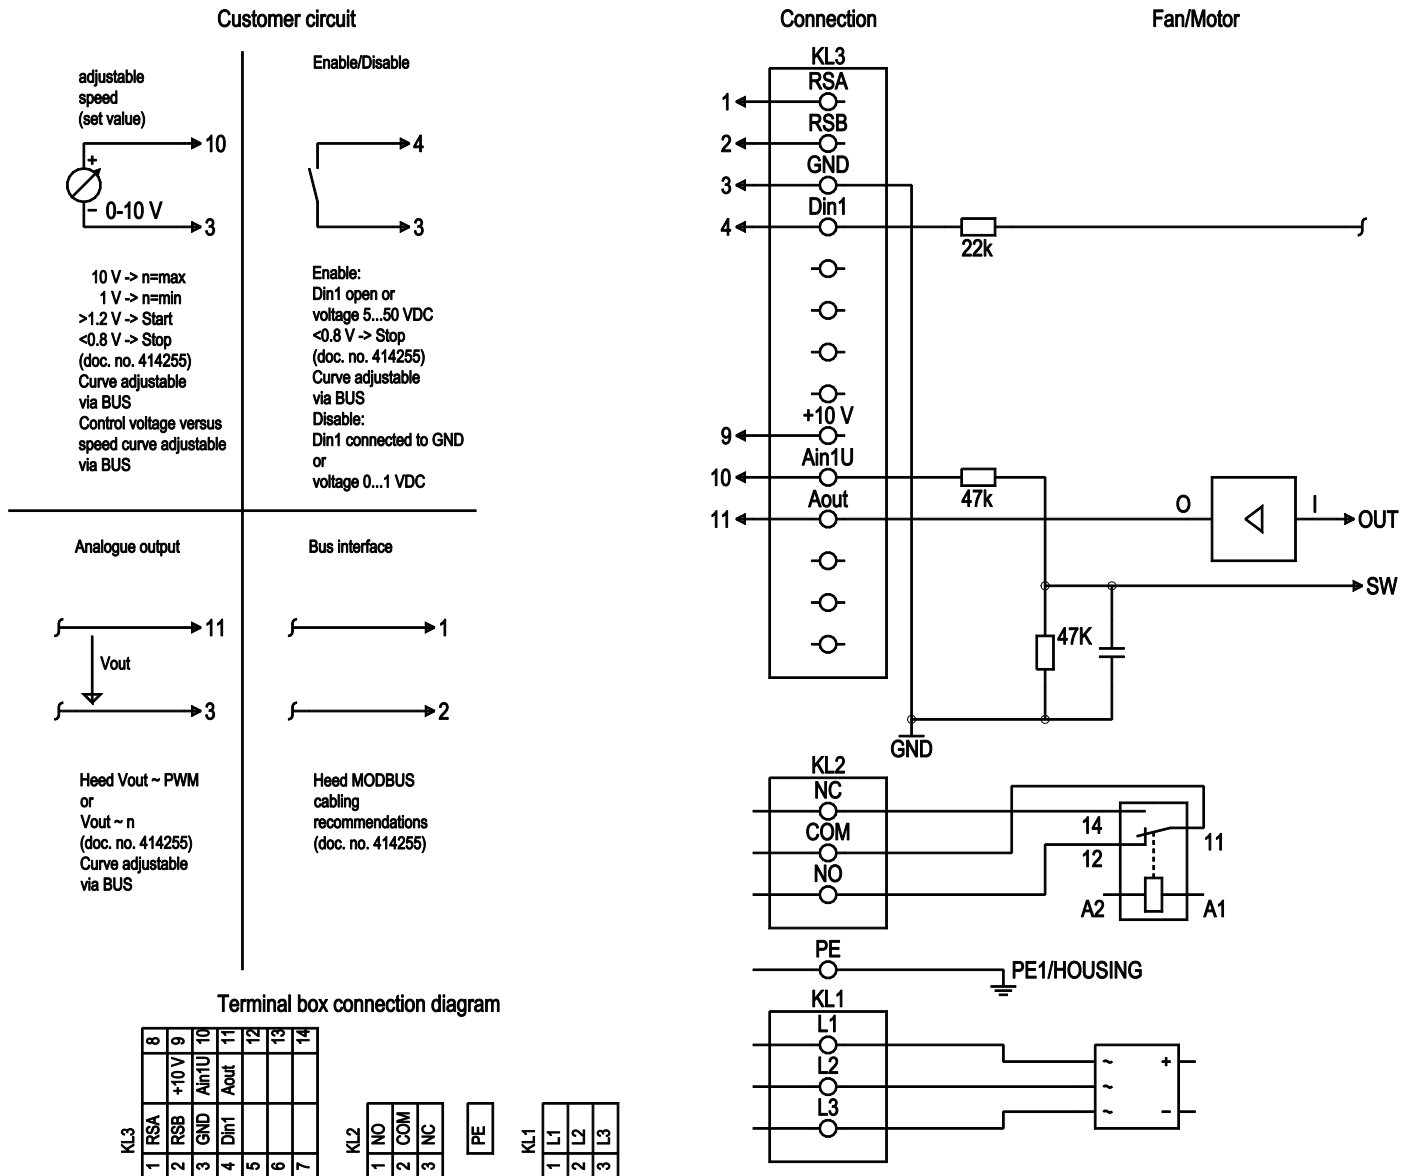 Customer circuit
Connection
Fan/Motor
adjustable
speed
(set value)
10
+
− 0-10 V
3
10 V -> n=max
1 V -> n=min
>1.2 V -> Start
<0.8 V -> Stop
(doc. no. 414255)
Curve adjustable
via BUS
Control voltage versus
speed curve adjustable
via BUS
Enable/Disable
4
3
Enable:
Din1 open or
voltage 5...50 VDC
<0.8 V -> Stop
(doc. no. 414255)
Curve adjustable
via BUS
Disable:
Din1 connected to GND
or
voltage 0...1 VDC
Analogue output
11
Vout
3
Heed Vout ~ PWM
or
Vout ~ n
(doc. no. 414255)
Curve adjustable
via BUS
Bus interface
1
2
Heed MODBUS
cabling
recommendations
(doc. no. 414255)
KL3
RSA
1
RSB
2
GND
3
Din1
4
22k
+10 V
9
Ain1U
10
47k
Aout
11
O
I
OUT
SW
47K
GND
KL2
NC
14
COM
11
12
NO
A2
A1
PE
PE1/HOUSING
KL1
L1
L2
L3
~
~
~
+
−
Terminal box connection diagram
KL3
1 RSA 8
2 RSB +10 V 9
3 GND Ain1U 10
4 Din1 Aout 11
5 12
6 13
7 14
KL2
1 NO
2 COM
3 NC
PE
KL1
1 L1
2 L2
3 L3